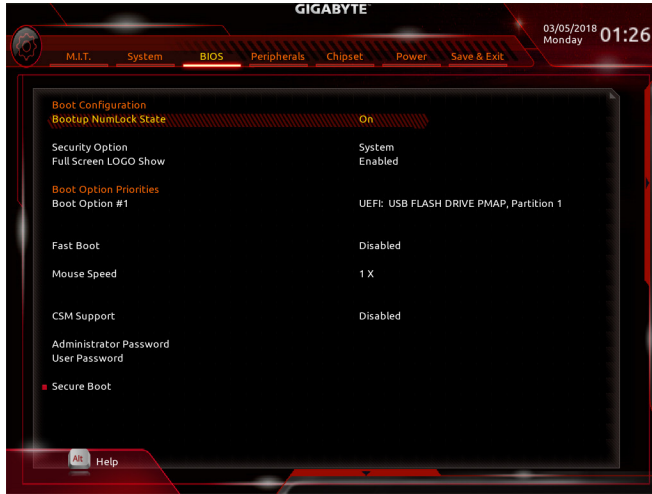 GIGABYTE™
03/05/2018
Monday
01:26
M.I.T. System BIOS Peripherals Chipset Power Save & Exit
Boot Configuration
Bootup NumLock State On
Security Option System
Full Screen LOGO Show Enabled
Boot Option Priorities
Boot Option #1 UEFI: USB FLASH DRIVE PMAP, Partition 1
Fast Boot Disabled
Mouse Speed 1 X
CSM Support Disabled
Administrator Password
User Password
Secure Boot
Alt Help